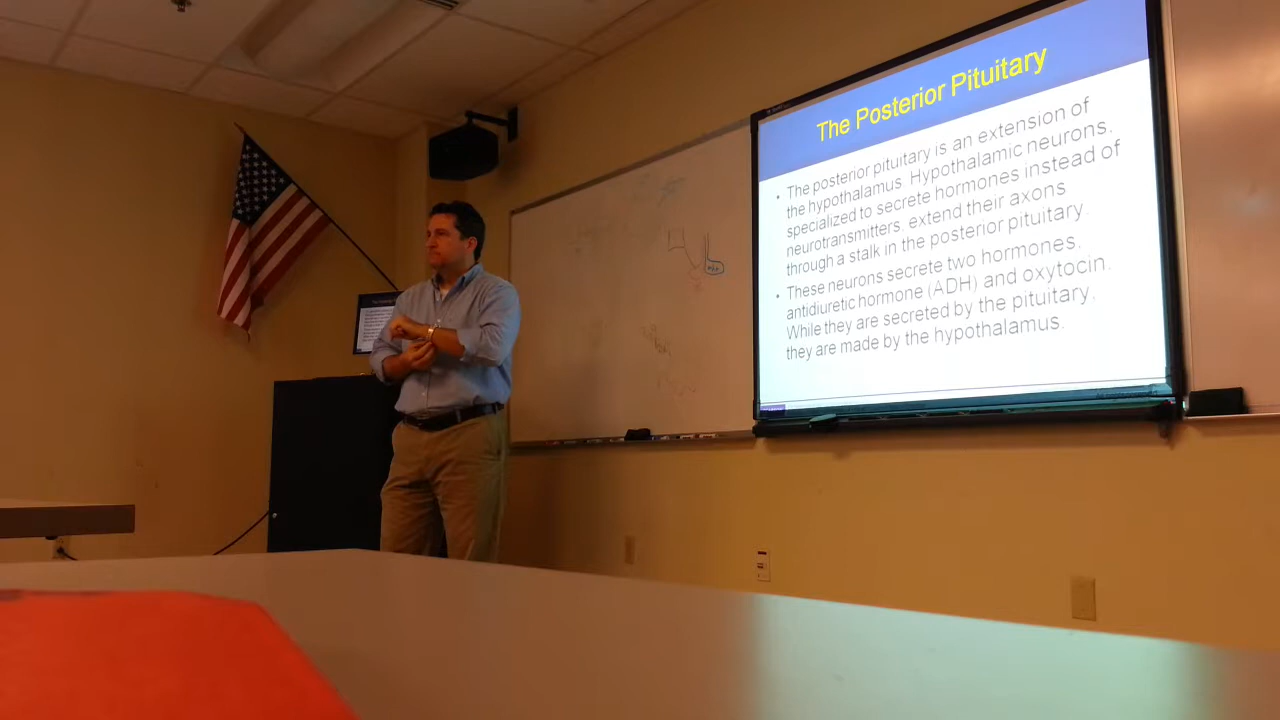 The Posterior Pituitary
• The posterior pituitary is an extension of
the hypothalamus. Hypothalamic neurons,
specialized to secrete hormones instead of
neurotransmitters, extend their axons
through a stalk in the posterior pituitary.
• These neurons secrete two hormones,
antidiuretic hormone (ADH) and oxytocin.
While they are secreted by the pituitary,
they are made by the hypothalamus.